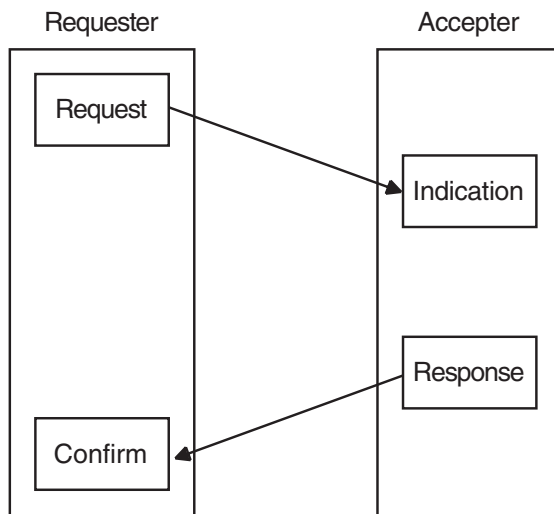 Requester
Accepter
Request
Indication
Response
Confirm